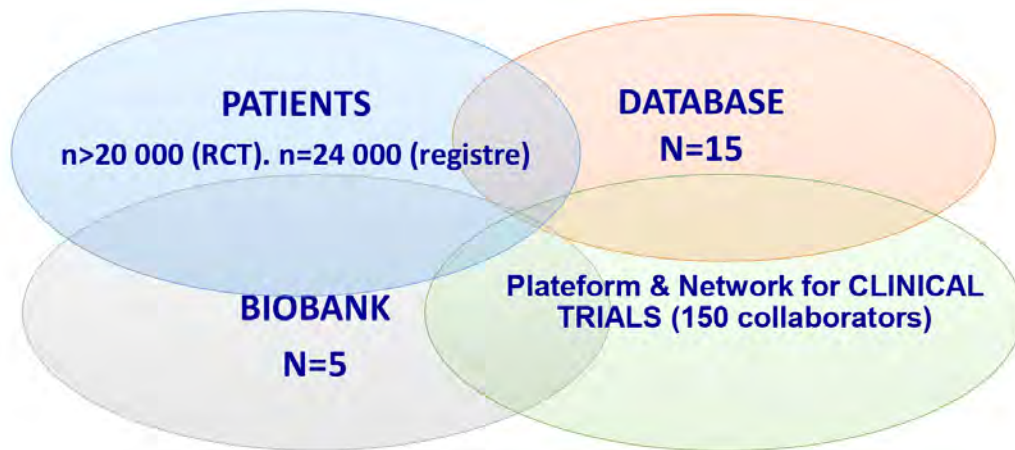 PATIENTS
n>20 000 (RCT). n=24 000 (registre)
DATABASE
N=15
BIOBANK
N=5
Plateform & Network for CLINICAL
TRIALS (150 collaborators)